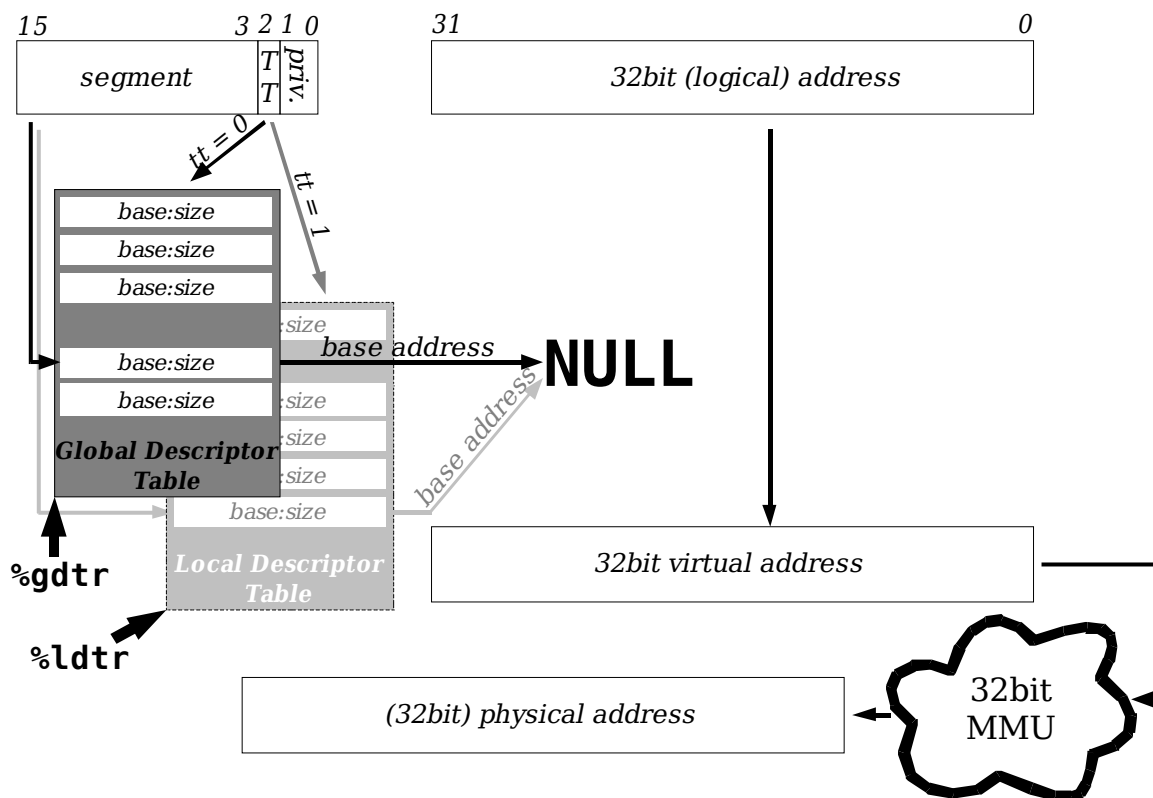 15 3 2 1 0
31 0
segment
T
T
priv.
32bit (logical) address
tt = 0
tt = 1
base:size
base:size
base:size
:size
base:size
base address
NULL
base:size
:size
:size
:size
base:size
base address
Global Descriptor
Table
Local Descriptor
Table
%gdtr
%ldtr
32bit virtual address
(32bit) physical address
32bit
MMU